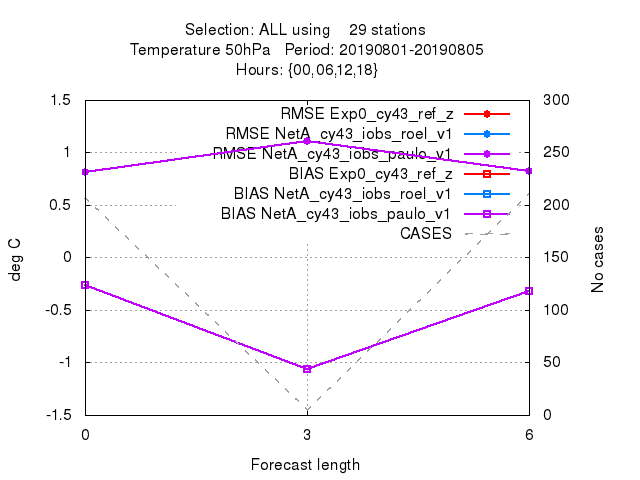 Selection: ALL using    29 stations
Temperature 50hPa   Period: 20190801-20190805
Hours: {00,06,12,18}
1.5
300
RMSE Exp0_cy43_ref_z
RMSE NetA_cy43_iobs_roel_v1
1
RMSE NetA_cy43_iobs_paulo_v1
250
BIAS Exp0_cy43_ref_z
BIAS NetA_cy43_iobs_roel_v1
0.5
200
BIAS NetA_cy43_iobs_paulo_v1
CASES
deg C
0
150
No cases
-0.5
100
-1
50
-1.5
0
0
3
6
Forecast length